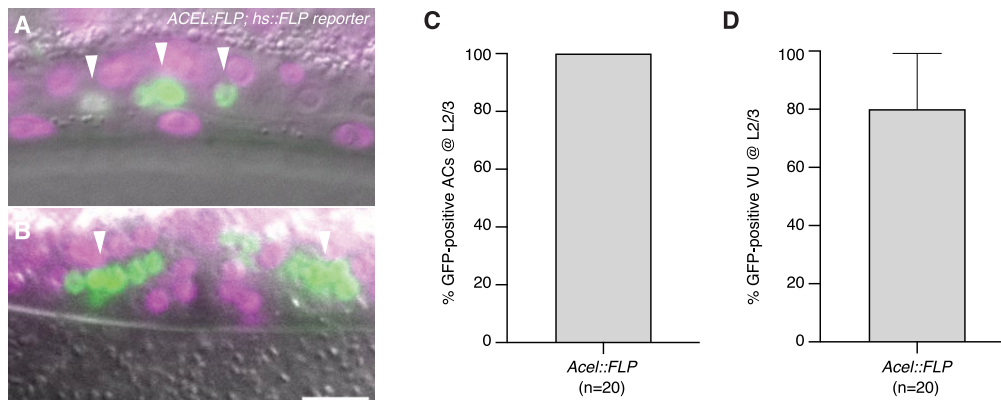 A
ACEL:FLP; hs::FLP reporter
B
C
% GFP-positive ACs @ L2/3
100
80
60
40
20
0
Acel::FLP
(n=20)
D
% GFP-positive VU @ L2/3
100
80
60
40
20
0
Acel::FLP
(n=20)